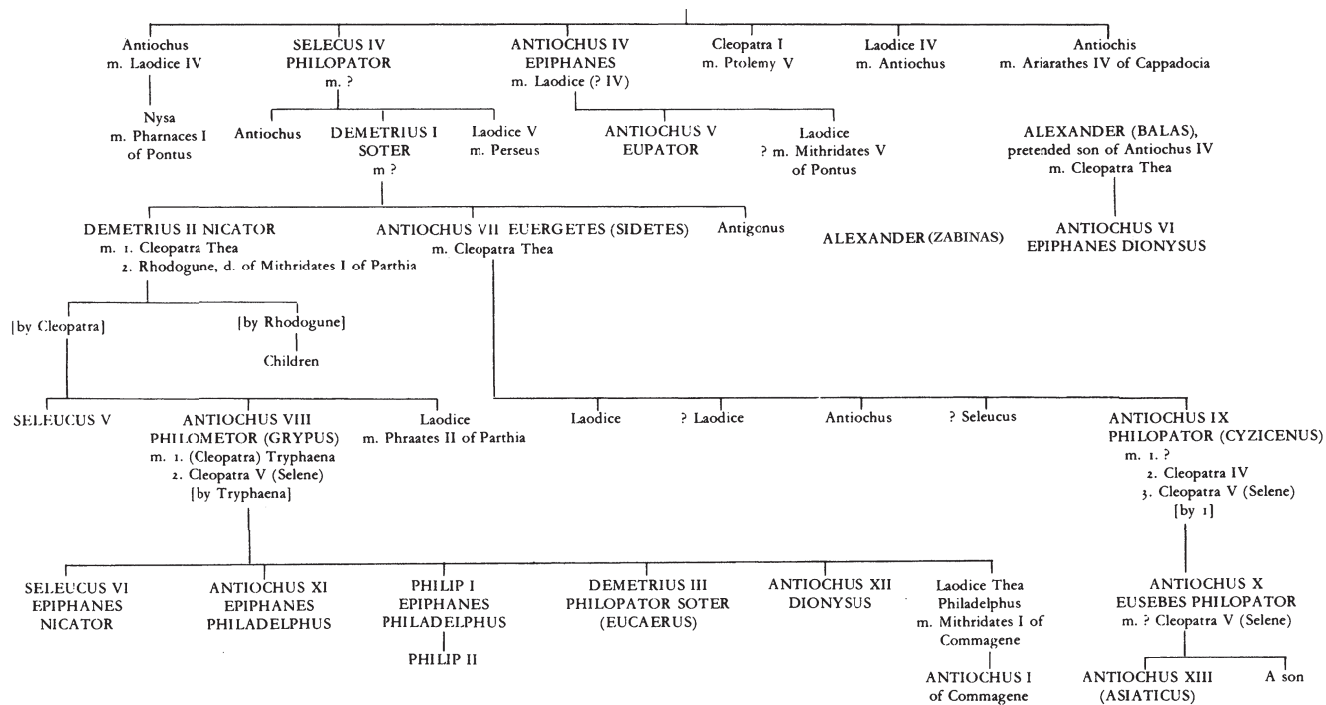 Antiochus
m. Laodice IV
SELECUS IV
PHILOPATOR
m. ?
ANTIOCHUS IV
EPIPHANES
m. Laodice (? IV)
Cleopatra I
m. Ptolemy V
Laodice IV
m. Antiochus
Antiochis
m. Ariarathes IV of Cappadocia
Nysa
m. Pharnaces I
of Pontus
Antiochus
DEMETRIUS I
SOTER
m ?
Laodice V
m. Perseus
ANTIOCHUS V
EUPATOR
Laodice
? m. Mithridates V
of Pontus
ALEXANDER (BALAS),
pretended son of Antiochus IV
m. Cleopatra Thea
DEMETRIUS II NICATOR
m. 1. Cleopatra Thea
2. Rhodogune, d. of Mithridates I of Parthia
ANTIOCHUS VII EUERGETES (SIDETES)
m. Cleopatra Thea
Antigonus
ALEXANDER (ZABINAS)
ANTIOCHUS VI
EPIPHANES DIONYSUS
[by Cleopatra]
[by Rhodogune]
Children
SELEUCUS V
ANTIOCHUS VIII
PHILOMETOR (GRYPUS)
m. 1. (Cleopatra) Tryphaena
2. Cleopatra V (Selene)
[by Tryphaena]
Laodice
m. Phraates II of Parthia
Laodice
? Laodice
Antiochus
? Seleucus
ANTIOCHUS IX
PHILOPATOR (CYZICENUS)
m. 1. ?
2. Cleopatra IV
3. Cleopatra V (Selene)
[by 1]
SELEUCUS VI
EPIPHANES
NICATOR
ANTIOCHUS XI
EPIPHANES
PHILADELPHUS
PHILIP I
EPIPHANES
PHILADELPHUS
PHILIP II
DEMETRIUS III
PHILOPATOR SOTER
(EUCAERUS)
ANTIOCHUS XII
DIONYSUS
Laodice Thea
Philadelphus
m. Mithridates I of
Commagene
ANTIOCHUS I
of Commagene
ANTIOCHUS X
EUSEBES PHILOPATOR
m. ? Cleopatra V (Selene)
ANTIOCHUS XIII
(ASIATICUS)
A son